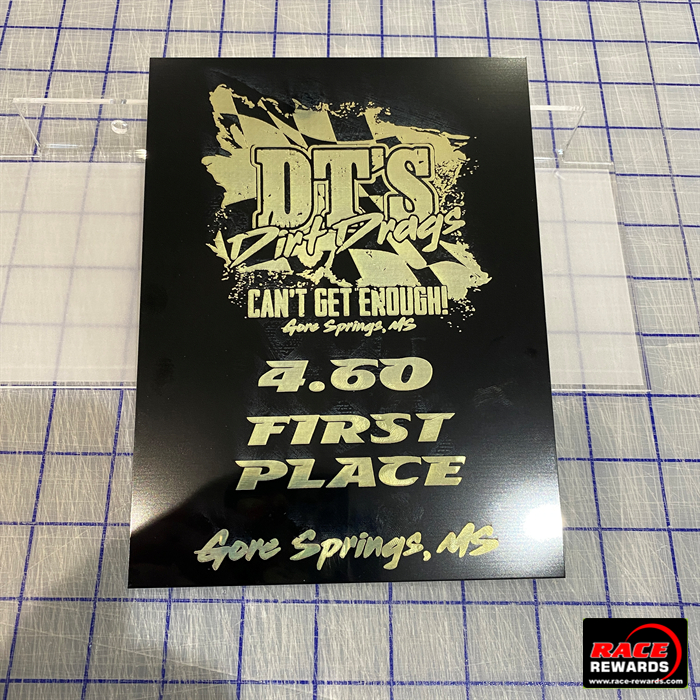 DT'S
Dirt Drags
CAN'T GET ENOUGH!
Gore Springs, MS
4.60
FIRST
PLACE
Gore Springs, MS
RACE
REWARDS
www.race-rewards.com